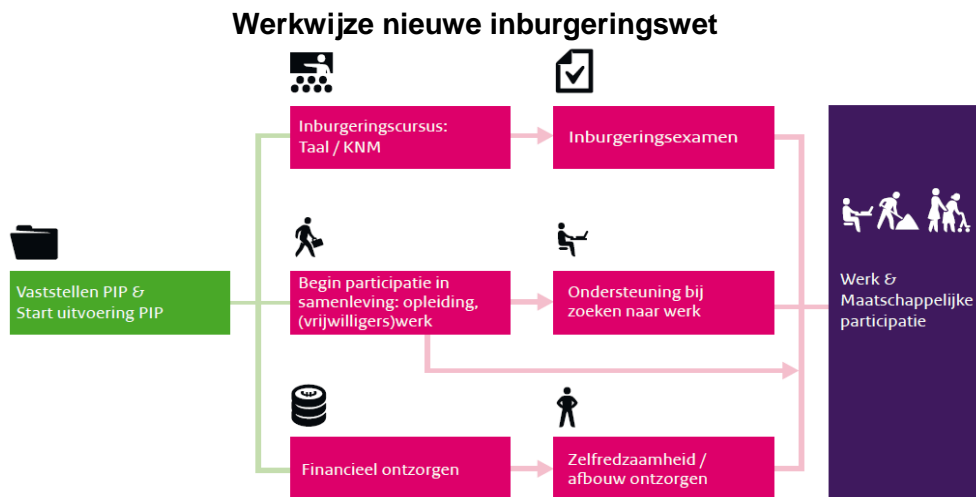 Werkwijze nieuwe inburgeringswet
Inburgeringscursus:
Taal / KNM
Inburgeringsexamen
Vaststellen PIP &
Start uitvoering PIP
Begin participatie in
samenleving: opleiding,
(vrijwilligers)werk
Ondersteuning bij
zoeken naar werk
Werk &
Maatschappelijke
participatie
Financieel ontzorgen
Zelfredzaamheid /
afbouw ontzorgen